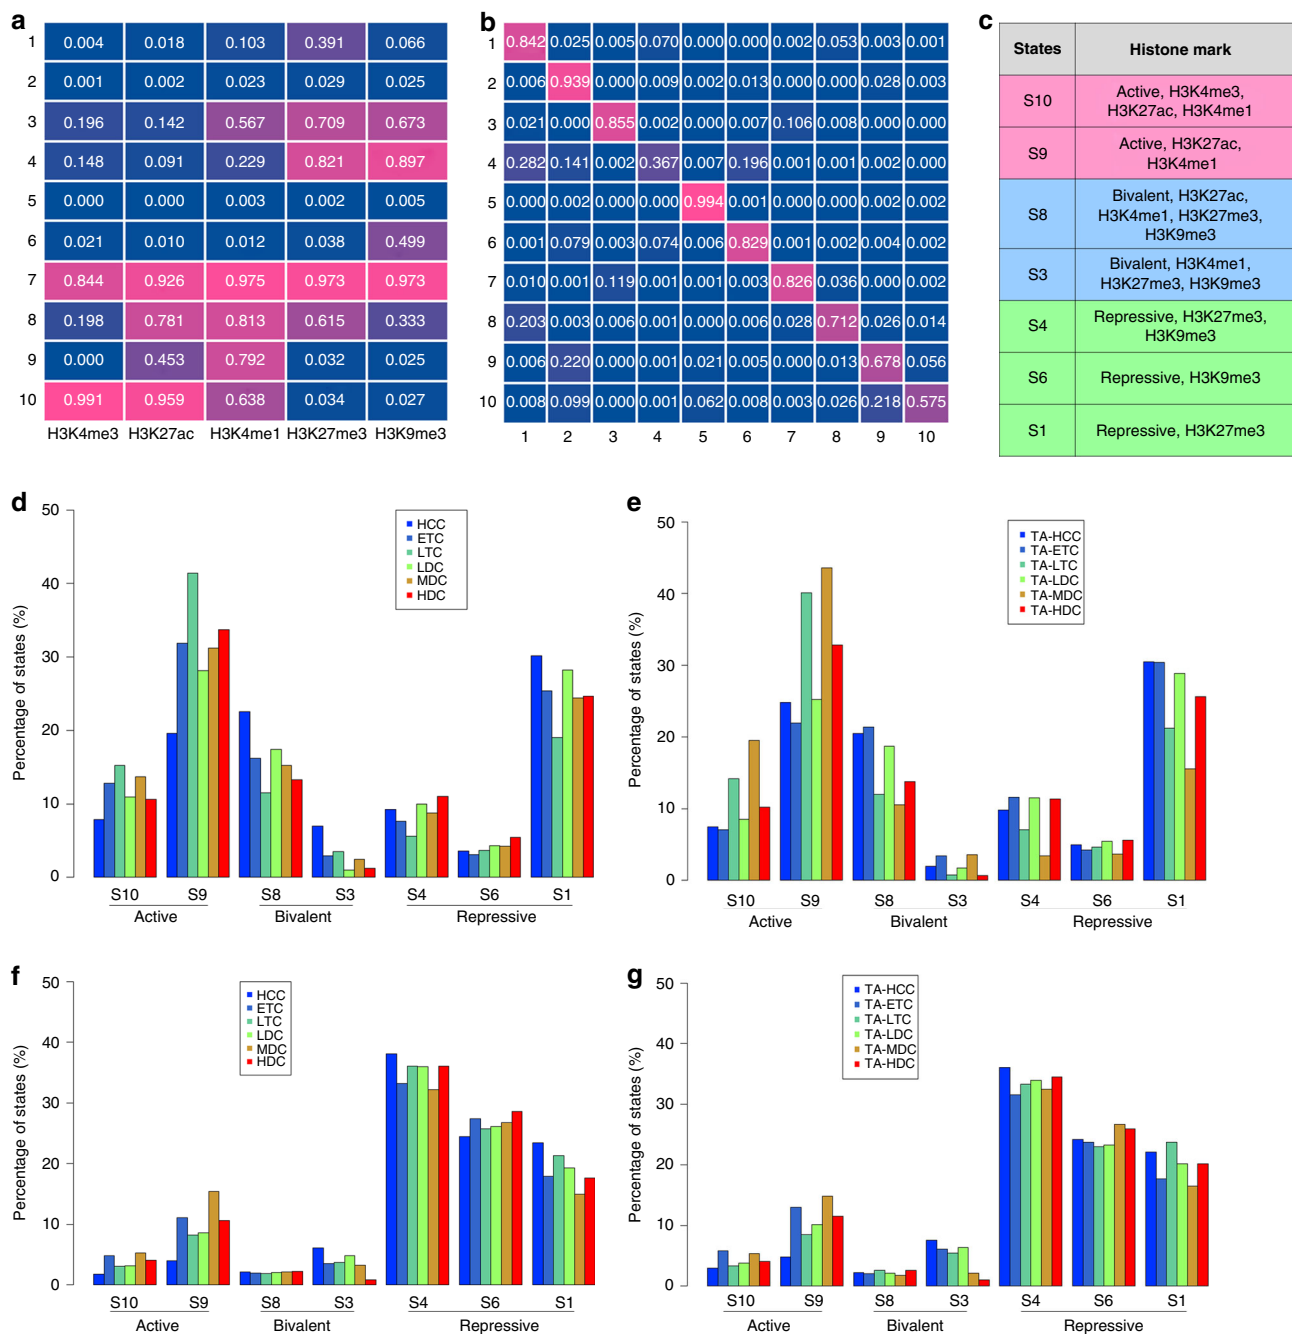 a
1 0.004 0.018 0.103 0.391 0.066
2 0.001 0.002 0.023 0.029 0.025
3 0.196 0.142 0.567 0.709 0.673
4 0.148 0.091 0.229 0.821 0.897
5 0.000 0.000 0.003 0.002 0.005
6 0.021 0.010 0.012 0.038 0.499
7 0.844 0.926 0.975 0.973 0.973
8 0.198 0.781 0.813 0.615 0.333
9 0.000 0.453 0.792 0.032 0.025
10 0.991 0.959 0.638 0.034 0.027
H3K4me3 H3K27ac H3K4me1 H3K27me3 H3K9me3
b
1 0.842 0.025 0.005 0.070 0.000 0.000 0.002 0.053 0.003 0.001
2 0.006 0.939 0.000 0.009 0.002 0.013 0.000 0.000 0.028 0.003
3 0.021 0.000 0.855 0.002 0.000 0.007 0.106 0.008 0.000 0.000
4 0.282 0.141 0.002 0.367 0.007 0.196 0.001 0.001 0.002 0.000
5 0.000 0.002 0.000 0.000 0.994 0.001 0.000 0.000 0.002 0.002
6 0.001 0.079 0.003 0.074 0.006 0.829 0.001 0.002 0.004 0.002
7 0.010 0.001 0.119 0.001 0.001 0.003 0.826 0.036 0.000 0.002
8 0.203 0.003 0.006 0.001 0.000 0.006 0.028 0.712 0.026 0.014
9 0.006 0.220 0.000 0.001 0.021 0.005 0.000 0.013 0.678 0.056
10 0.008 0.099 0.000 0.001 0.062 0.008 0.003 0.026 0.218 0.575
1 2 3 4 5 6 7 8 9 10
c
States Histone mark
S10 Active, H3K4me3,
H3K27ac, H3K4me1
S9 Active, H3K27ac,
H3K4me1
S8 Bivalent, H3K27ac,
H3K4me1, H3K27me3,
H3K9me3
S3 Bivalent, H3K4me1,
H3K27me3, H3K9me3
S4 Repressive, H3K27me3,
H3K9me3
S6 Repressive, H3K9me3
S1 Repressive, H3K27me3
d
Percentage of states (%)
50
40
30
20
10
0
HCC
ETC
LTC
LDC
MDC
HDC
S10 S9 S8 S3 S4 S6 S1
Active Bivalent Repressive
e
Percentage of states (%)
50
40
30
20
10
0
TA-HCC
TA-ETC
TA-LTC
TA-LDC
TA-MDC
TA-HDC
S10 S9 S8 S3 S4 S6 S1
Active Bivalent Repressive
f
Percentage of states (%)
50
40
30
20
10
0
HCC
ETC
LTC
LDC
MDC
HDC
S10 S9 S8 S3 S4 S6 S1
Active Bivalent Repressive
g
Percentage of states (%)
50
40
30
20
10
0
TA-HCC
TA-ETC
TA-LTC
TA-LDC
TA-MDC
TA-HDC
S10 S9 S8 S3 S4 S6 S1
Active Bivalent Repressive